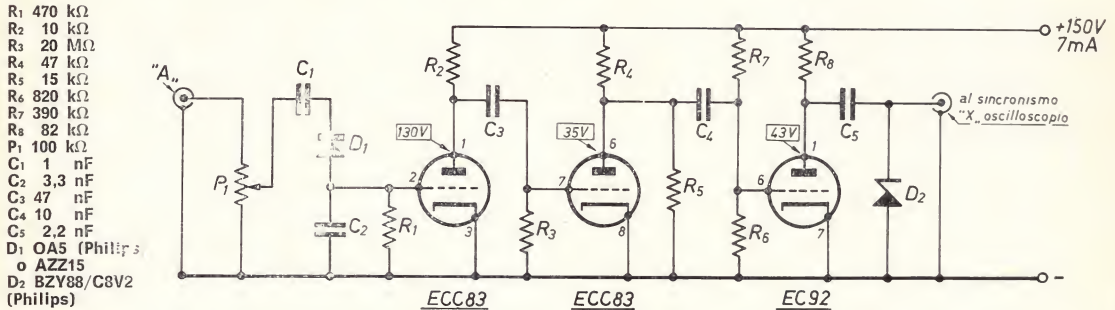 R1 470 kΩ
R2 10 kΩ
R3 20 MΩ
R4 47 kΩ
R5 15 kΩ
R6 820 kΩ
R7 390 kΩ
R8 82 kΩ
P1 100 kΩ
C1 1 nF
C2 3,3 nF
C3 47 nF
C4 10 nF
C5 2,2 nF
D1 OA5 (Philips
o AZZ15
D2 BZY88/C8V2
(Philips)
"A„
P1
C1
D1
C2
R1
R2
130V
1
2
3
C3
R3
R4
35V
6
7
8
R5
C4
R7
R6
R8
43V
1
6
7
C5
D2
+150V
7mA
al sincronismo
"X„ oscilloscopio
-
ECC83
ECC83
EC92